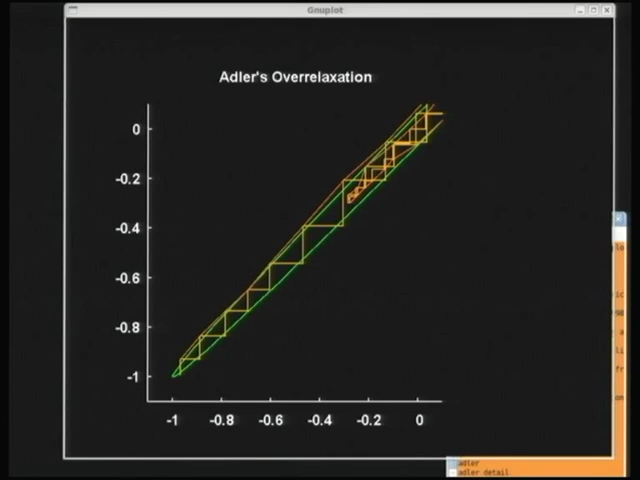 Gnuplot
Adler's Overrelaxation
0
-0.2
-0.4
-0.6
-0.8
-1
-1 -0.8 -0.6 -0.4 -0.2 0
adler
adler detail